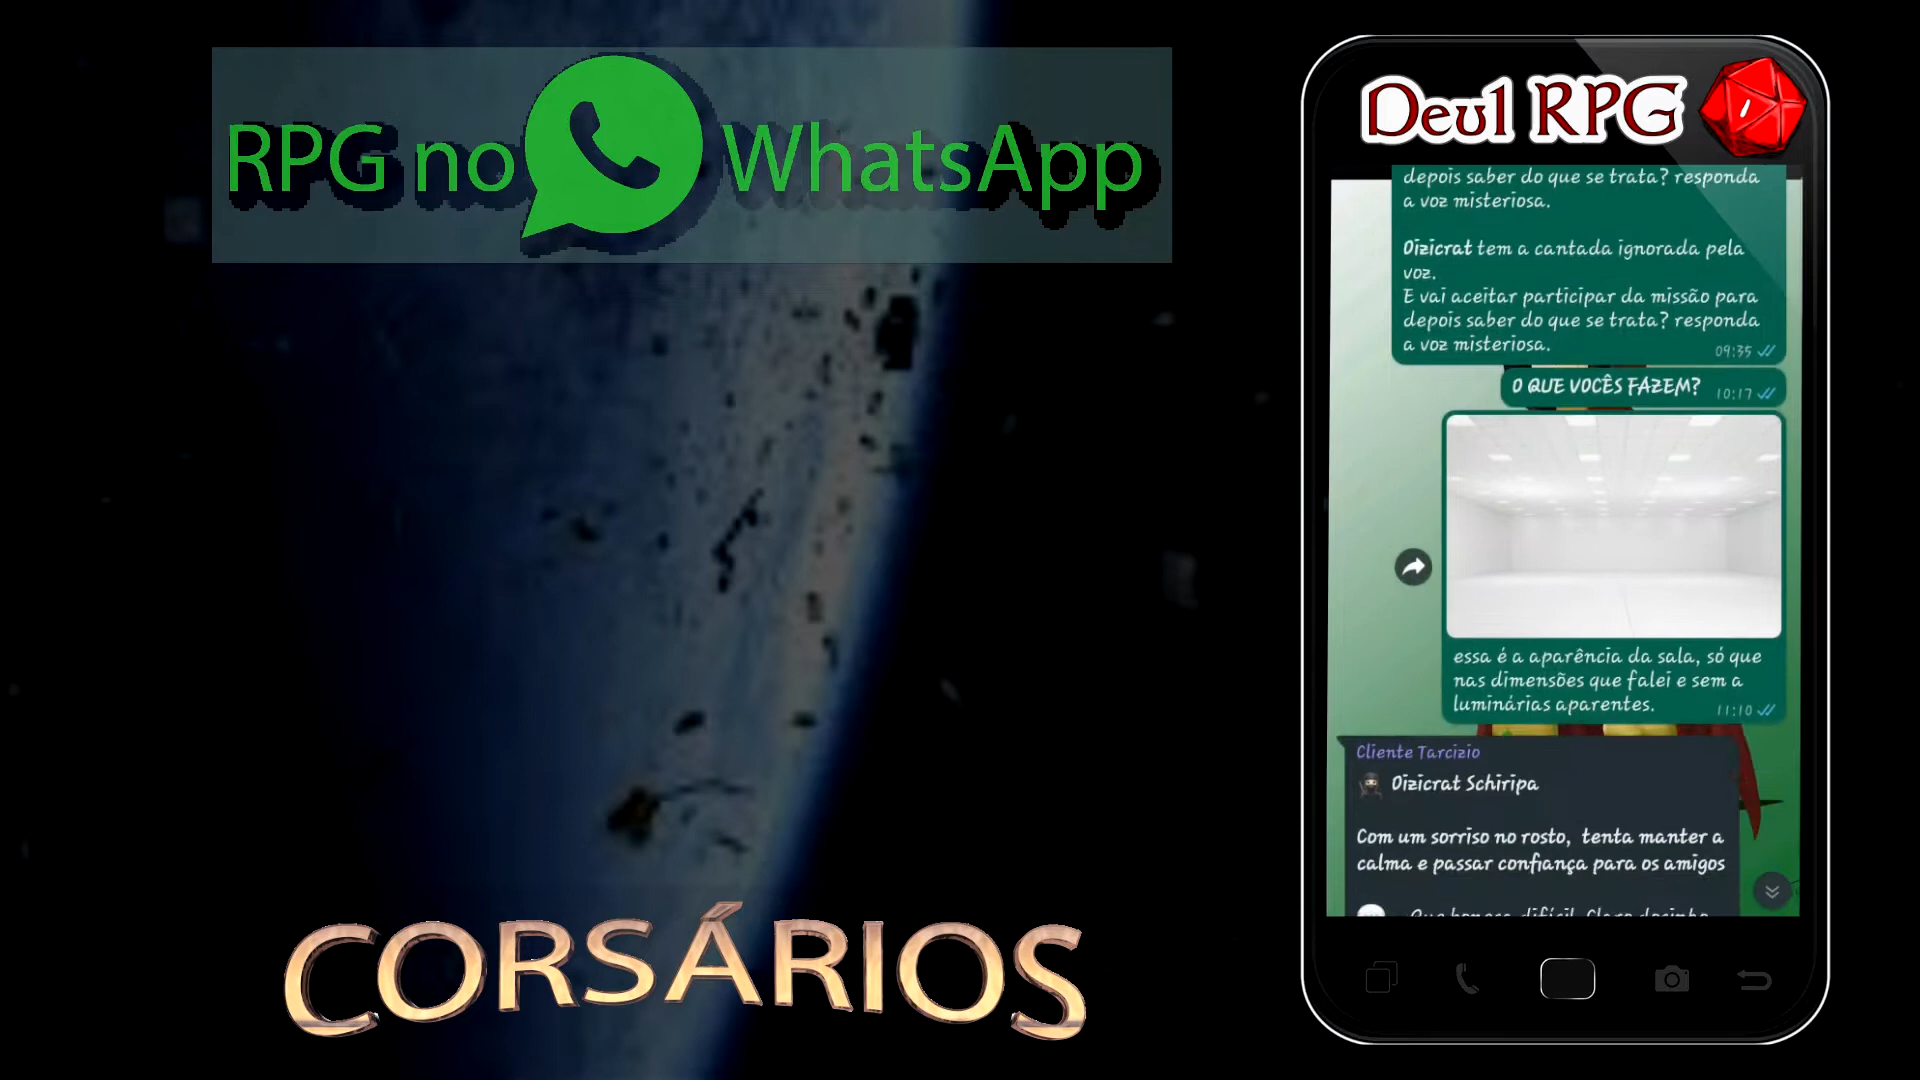 RPG no WhatsApp
Deu1 RPG
depois saber do que se trata? responda
a voz misteriosa.
Oizicrat tem a cantada ignorada pela
voz.
E vai aceitar participar da missão para
depois saber do que se trata? responda
a voz misteriosa.
09:35
O QUE VOCÊS FAZEM?
10:17
essa é a aparência da sala, só que
nas dimensões que falei e sem a
luminárias aparentes.
11:10
Cliente Tarcizio
Oizicrat Schiripa
Com um sorriso no rosto, tenta manter a
calma e passar confiança para os amigos
CORSÁRIOS